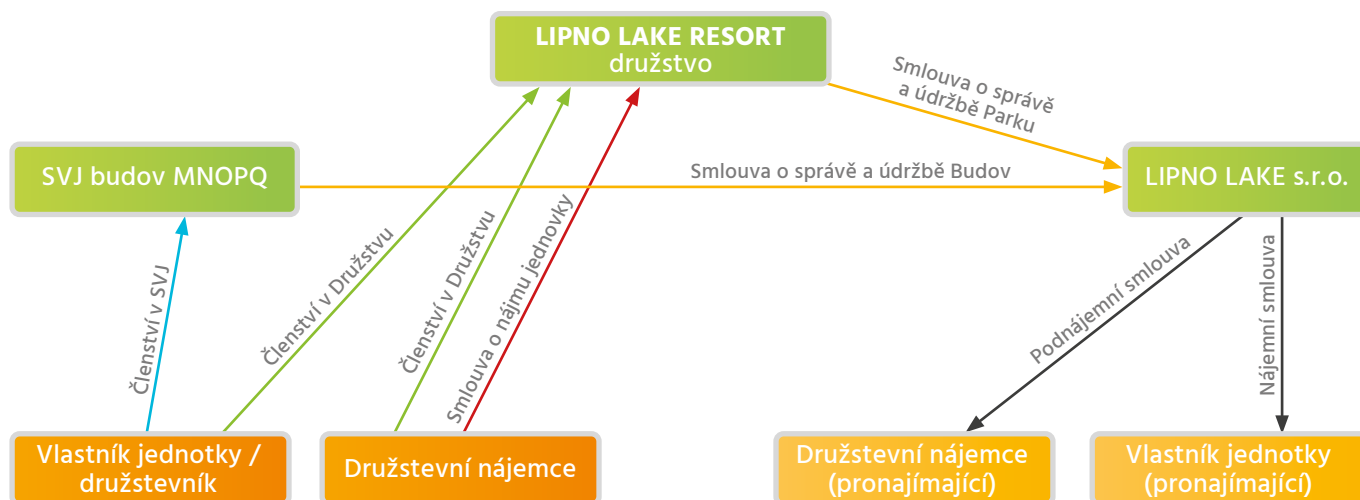 LIPNO LAKE RESORT
družstvo
Smlouva o správě
a údržbě Parku
SVJ budov MNOPQ
Smlouva o správě a údržbě Budov
LIPNO LAKE s.r.o.
Členství v SVJ
Členství v Družstvu
Členství v Družstvu
Smlouva o nájmu jednovky
Podnájemní smlouva
Nájemní smlouva
Vlastník jednotky /
družstevník
Družstevní nájemce
Družstevní nájemce
(pronajímající)
Vlastník jednotky
(pronajímající)